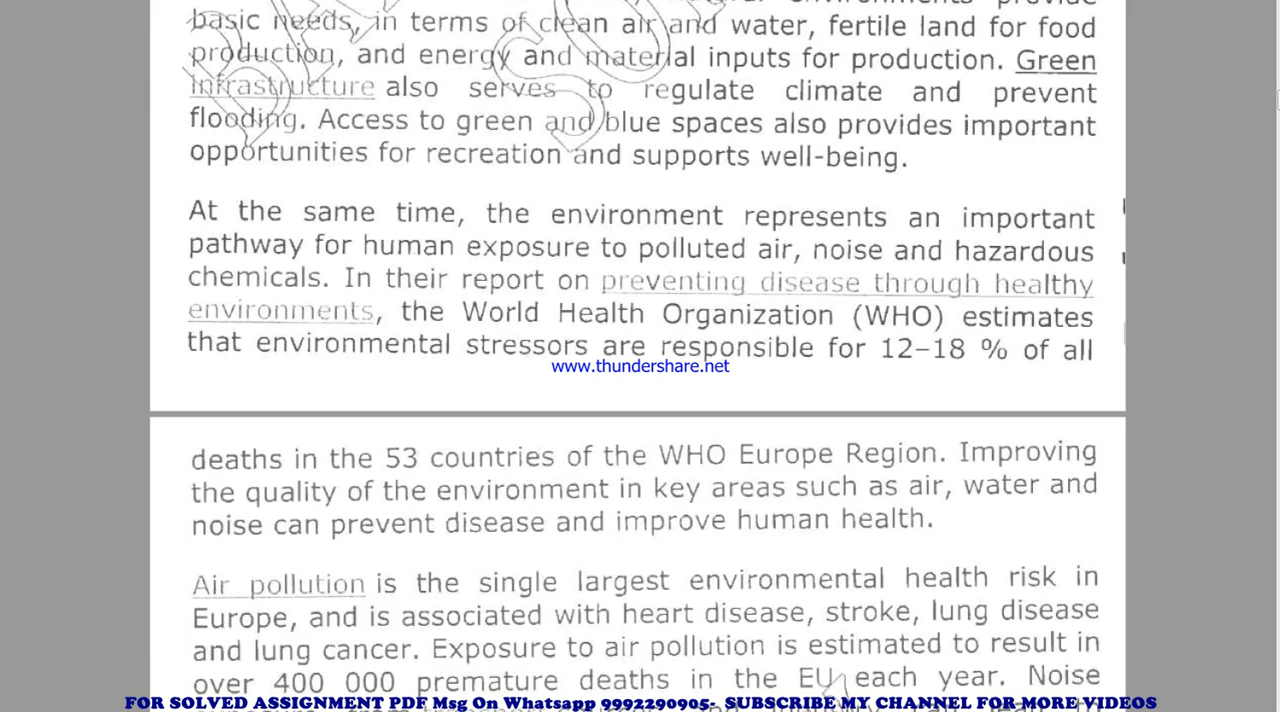 basic needs, in terms of clean air and water, fertile land for food
production, and energy and material inputs for production. Green
infrastructure also serves to regulate climate and prevent
flooding. Access to green and blue spaces also provides important
opportunities for recreation and supports well-being.
At the same time, the environment represents an important
pathway for human exposure to polluted air, noise and hazardous
chemicals. In their report on preventing disease through healthy
environments, the World Health Organization (WHO) estimates
that environmental stressors are responsible for 12–18 % of all
www.thundershare.net
deaths in the 53 countries of the WHO Europe Region. Improving
the quality of the environment in key areas such as air, water and
noise can prevent disease and improve human health.
Air pollution is the single largest environmental health risk in
Europe, and is associated with heart disease, stroke, lung disease
and lung cancer. Exposure to air pollution is estimated to result in
over 400 000 premature deaths in the EU each year. Noise
FOR SOLVED ASSIGNMENT PDF Msg On Whatsapp 9992290905- SUBSCRIBE MY CHANNEL FOR MORE VIDEOS